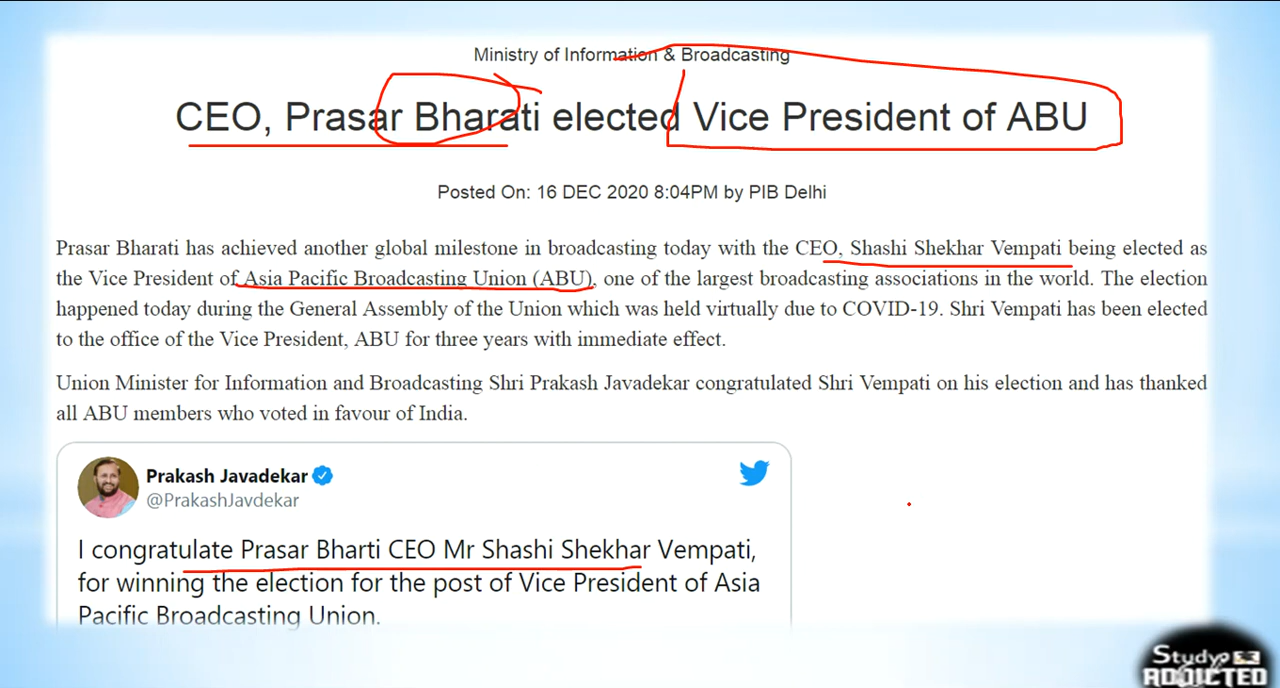 Ministry of Information & Broadcasting
CEO, Prasar Bharati elected Vice President of ABU
Posted On: 16 DEC 2020 8:04PM by PIB Delhi
Prasar Bharati has achieved another global milestone in broadcasting today with the CEO, Shashi Shekhar Vempati being elected as
the Vice President of Asia Pacific Broadcasting Union (ABU), one of the largest broadcasting associations in the world. The election
happened today during the General Assembly of the Union which was held virtually due to COVID-19. Shri Vempati has been elected
to the office of the Vice President, ABU for three years with immediate effect.
Union Minister for Information and Broadcasting Shri Prakash Javadekar congratulated Shri Vempati on his election and has thanked
all ABU members who voted in favour of India.
Prakash Javadekar
@PrakashJavdekar
I congratulate Prasar Bharti CEO Mr Shashi Shekhar Vempati,
for winning the election for the post of Vice President of Asia
Pacific Broadcasting Union.
Study
ADDICTED